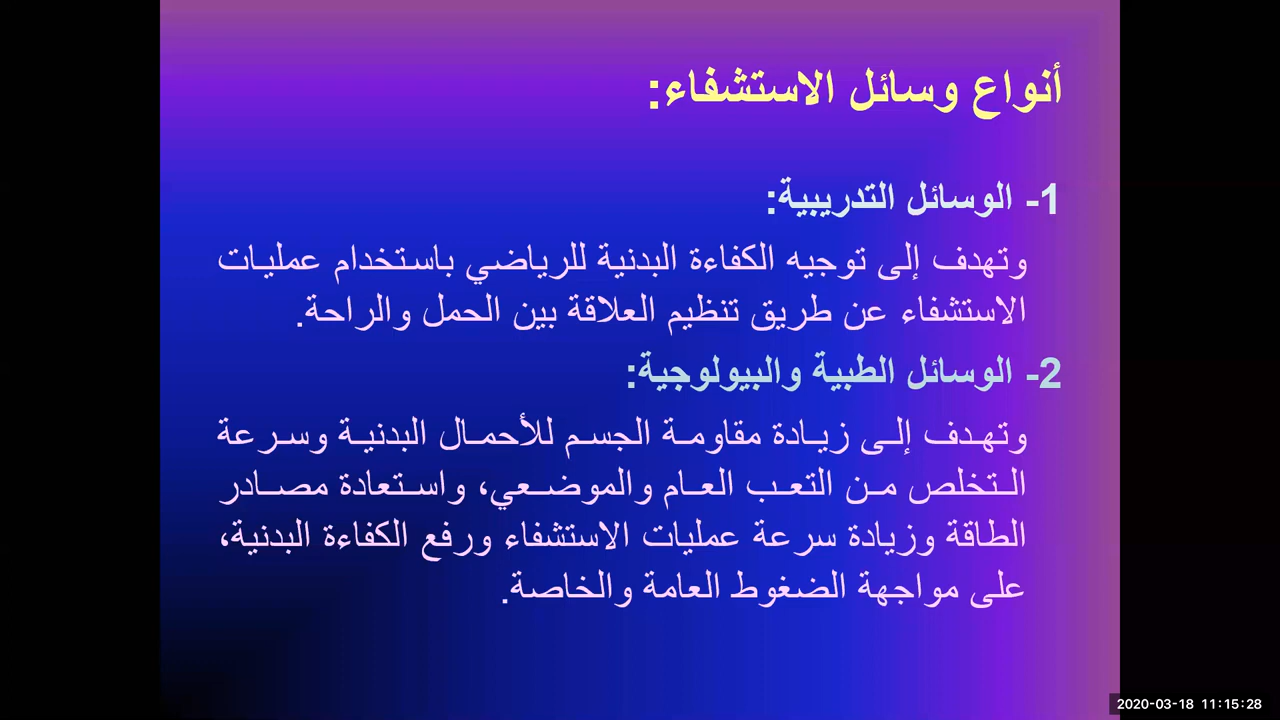 أنواع وسائل الاستشفاء:
1- الوسائل التدريبية:
وتهدف إلى توجيه الكفاءة البدنية للرياضي باستخدام عمليات
الاستشفاء عن طريق تنظيم العلاقة بين الحمل والراحة.
2- الوسائل الطبية والبيولوجية:
وتهدف إلى زيادة مقاومة الجسم للأحمال البدنية وسرعة
التخلص من التعب العام والموضعي، واستعادة مصادر
الطاقة وزيادة سرعة عمليات الاستشفاء ورفع الكفاءة البدنية،
على مواجهة الضغوط العامة والخاصة.
2020-03-18 11:15:28